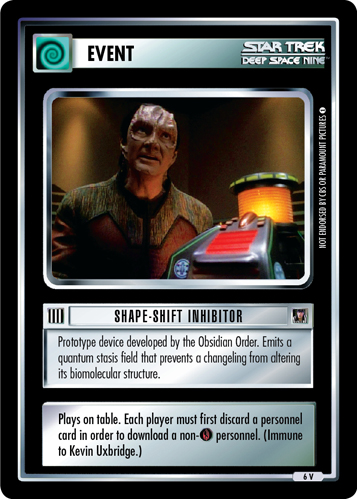 EVENT
STAR TREK
DEEP SPACE NINE
NOT ENDORSED BY CBS OR PARAMOUNT PICTURES
SHAPE-SHIFT INHIBITOR
Prototype device developed by the Obsidian Order. Emits a
quantum stasis field that prevents a changeling from altering
its biomolecular structure.
Plays on table. Each player must first discard a personnel
card in order to download a non- personnel. (Immune
to Kevin Uxbridge.)
6 V